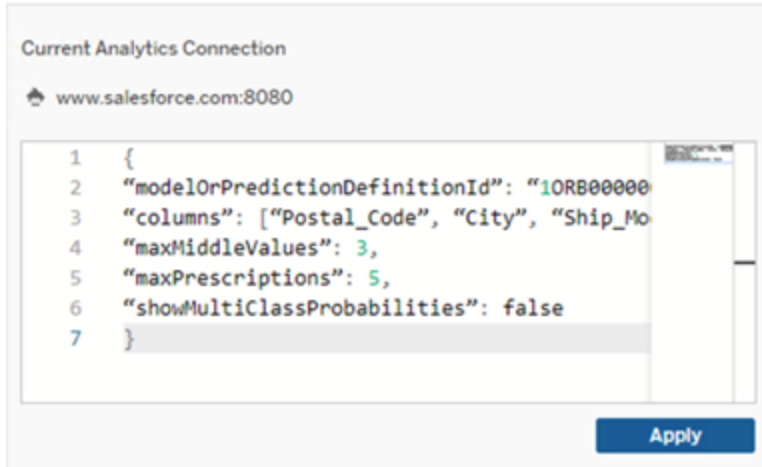 Current Analytics Connection
www.salesforce.com:8080
1 {
2 “modelOrPredictionDefinitionId”: “1ORB000000
3 “columns”: [“Postal_Code”, “City”, “Ship_Mo
4 “maxMiddleValues”: 3,
5 “maxPrescriptions”: 5,
6 “showMultiClassProbabilities”: false
7 }
Apply